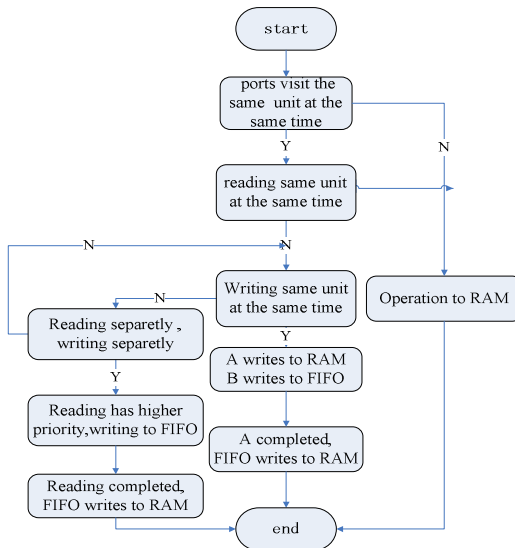 start
ports visit the
same unit at the
same time
Y
N
reading same unit
at the same time
N
N
Writing same unit
at the same time
N
Operation to RAM
Reading separetly ,
writing separetly
Y
A writes to RAM
B writes to FIFO
Y
Reading has higher
priority,writing to FIFO
A completed,
FIFO writes to RAM
Reading completed,
FIFO writes to RAM
end